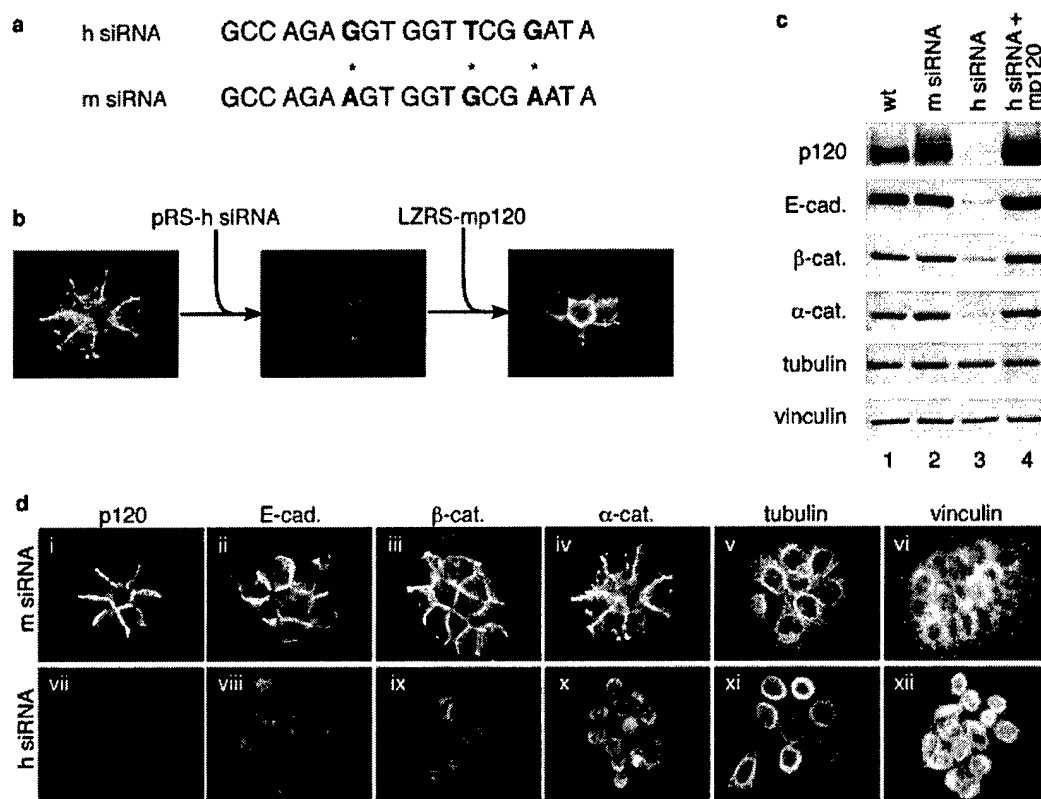 a
h siRNA GCC AGA GGT GGT TCG GAT A
* * *
m siRNA GCC AGA AGT GGT GCG AAT A
b
pRS-h siRNA LZRS-mp120
c
wt
m siRNA
h siRNA
h siRNA +
mp120
p120
E-cad.
β-cat.
α-cat.
tubulin
vinculin
1 2 3 4
d
p120 E-cad. β-cat. α-cat. tubulin vinculin
m siRNA
i ii iii iv v vi
h siRNA
vii viii ix x xi xii